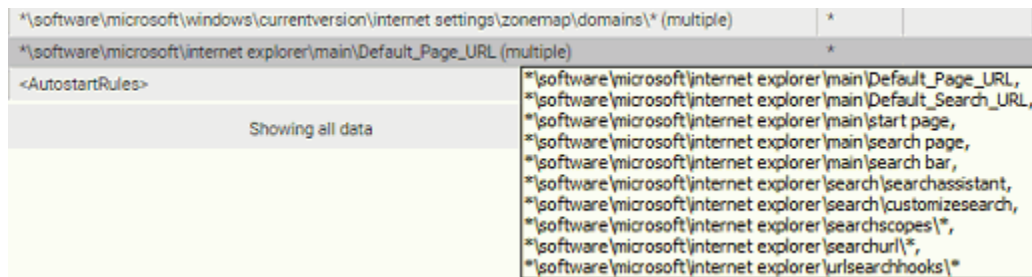 *\software\microsoft\windows\currentversion\internet settings\zonemap\domains\* (multiple) *
*\software\microsoft\internet explorer\main\Default_Page_URL (multiple) *
<AutostartRules>
Showing all data
*\software\microsoft\internet explorer\main\Default_Page_URL,
*\software\microsoft\internet explorer\main\Default_Search_URL,
*\software\microsoft\internet explorer\main\start page,
*\software\microsoft\internet explorer\main\search page,
*\software\microsoft\internet explorer\main\search bar,
*\software\microsoft\internet explorer\search\searchassistant,
*\software\microsoft\internet explorer\search\customizesearch,
*\software\microsoft\internet explorer\searchscopes\*,
*\software\microsoft\internet explorer\searchurl\*,
*\software\microsoft\internet explorer\urlsearchhooks\*